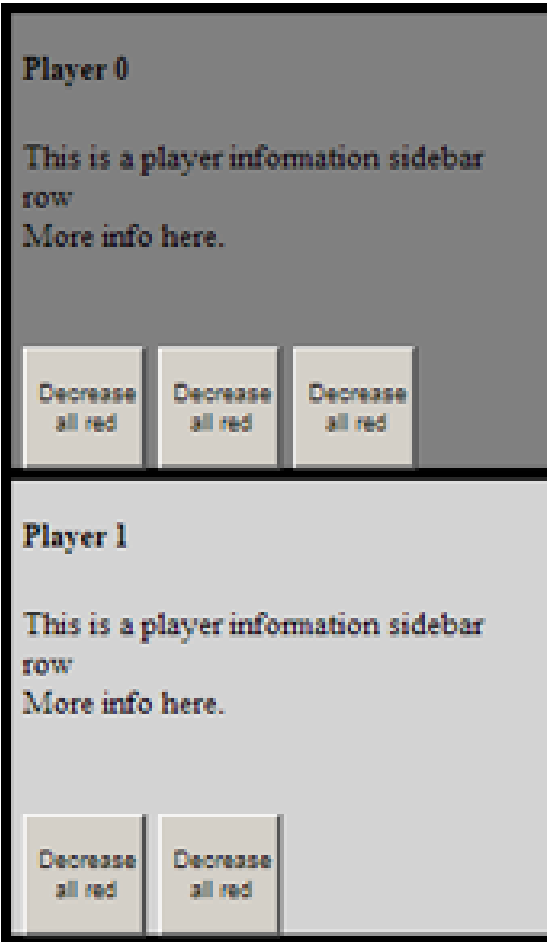 Player 0
This is a player information sidebar
row
More info here.
Decrease Decrease Decrease
all red all red all red
Player 1
This is a player information sidebar
row
More info here.
Decrease Decrease
all red all red